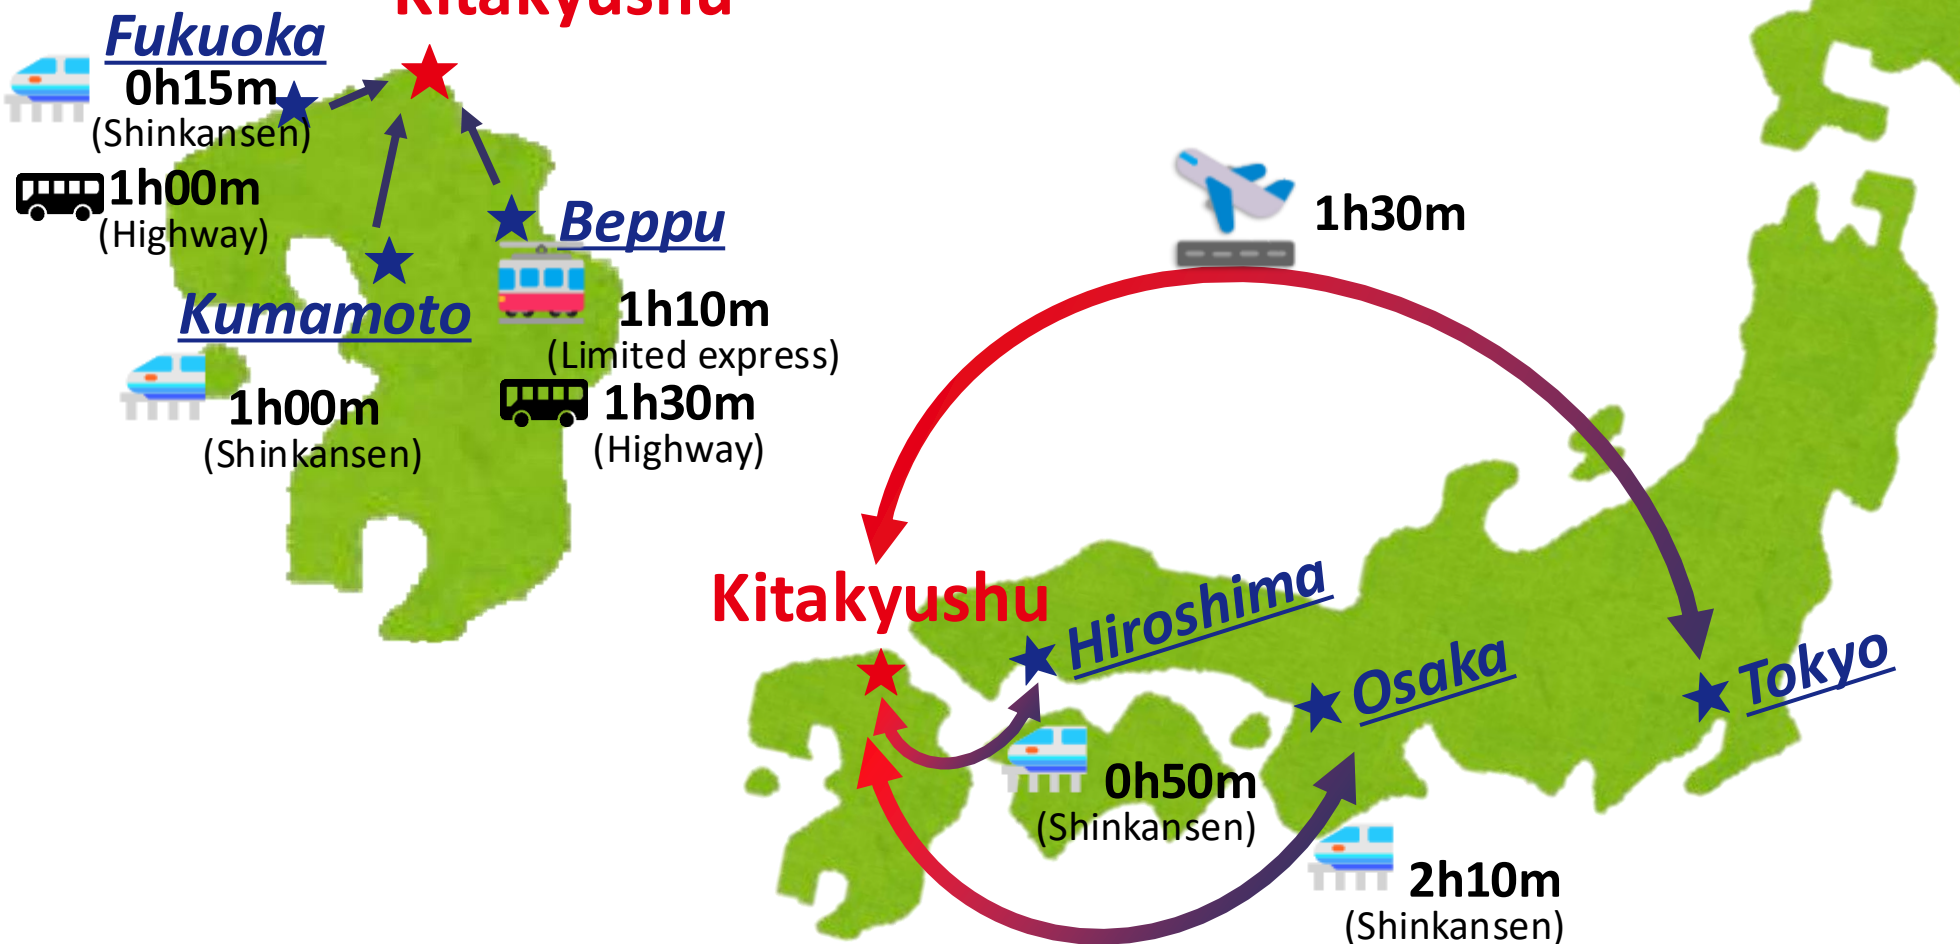 Kitakyushu
Fukuoka
0h15m
(Shinkansen)
1h00m
(Highway)
Beppu
1h10m
(Limited express)
1h30m
(Highway)
Kumamoto
1h00m
(Shinkansen)
1h30m
Kitakyushu
Hiroshima
Osaka
Tokyo
0h50m
(Shinkansen)
2h10m
(Shinkansen)